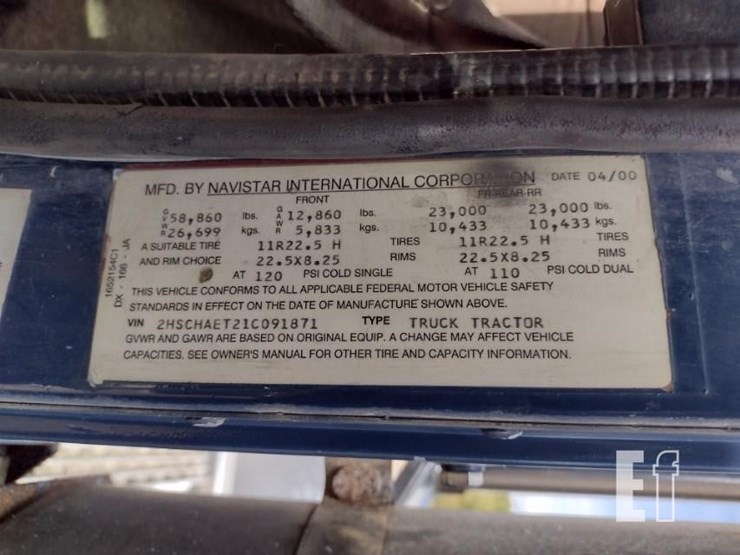 MFD. BY NAVISTAR INTERNATIONAL CORPORATION DATE 04/00
FRONT FR-REAR-RR
GVWR 58,860 lbs. GAWR 12,860 lbs. 23,000 23,000 lbs.
26,699 kgs. 5,833 kgs. 10,433 10,433 kgs.
A SUITABLE TIRE 11R22.5 H TIRES 11R22.5 H TIRES
AND RIM CHOICE 22.5X8.25 RIMS 22.5X8.25 RIMS
AT 120 PSI COLD SINGLE AT 110 PSI COLD DUAL
THIS VEHICLE CONFORMS TO ALL APPLICABLE FEDERAL MOTOR VEHICLE SAFETY
STANDARDS IN EFFECT ON THE DATE OF MANUFACTURE SHOWN ABOVE.
VIN 2HSCHAET21C091871 TYPE TRUCK TRACTOR
GVWR AND GAWR ARE BASED ON ORIGINAL EQUIP. A CHANGE MAY AFFECT VEHICLE
CAPACITIES. SEE OWNER'S MANUAL FOR OTHER TIRE AND CAPACITY INFORMATION.
1652154C1
DX - 166 - JA
Ef